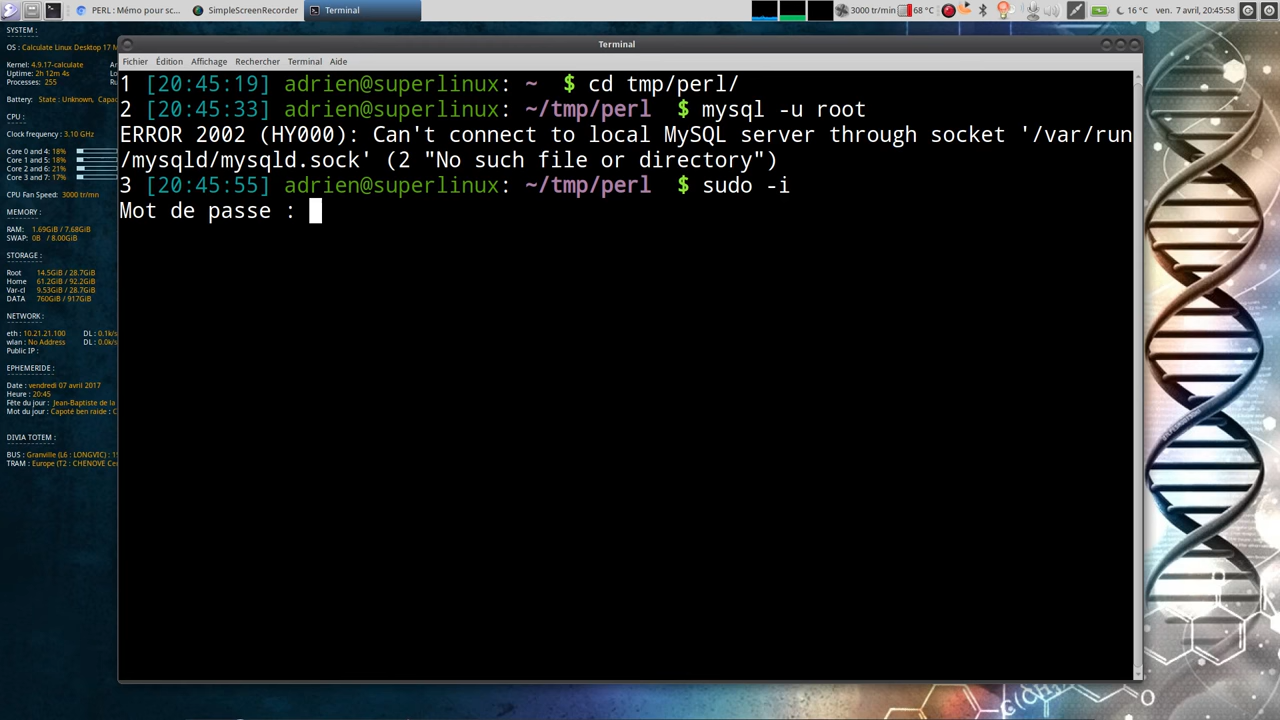 PERL : Mémo pour sc... SimpleScreenRecorder Terminal 3000 tr/min 68 °C 16 °C ven. 7 avril, 20:45:58
SYSTEM :
OS : Calculate Linux Desktop 17 M
Kernel: 4.9.17-calculate
Uptime: 2h 12m 4s
Processes: 255
Battery: State : Unknown, Capac
CPU :
Clock frequency : 3.10 GHz
Core 0 and 4: 18%
Core 1 and 5: 18%
Core 2 and 6: 21%
Core 3 and 7: 17%
CPU Fan Speed: 3000 tr/mn
MEMORY :
RAM: 1.69GiB / 7.68GiB
SWAP: 0B / 8.00GiB
STORAGE :
Root 14.5GiB / 28.7GiB
Home 61.2GiB / 92.2GiB
Var-cl 9.53GiB / 28.7GiB
DATA 760GiB / 917GiB
NETWORK :
eth : 10.21.21.100 DL : 0.1k/s
wlan : No Address DL : 0.0k/s
Public IP :
EPHEMERIDE :
Date : vendredi 07 avril 2017
Heure : 20:45
Fête du jour : Jean-Baptiste de la
Mot du jour : Capoté ben raide : C
DIVIA TOTEM :
BUS : Granville (L6 : LONGVIC) : 1
TRAM : Europe (T2 : CHENOVE Ce
Terminal
Fichier Édition Affichage Rechercher Terminal Aide
1 [20:45:19] adrien@superlinux: ~ $ cd tmp/perl/
2 [20:45:33] adrien@superlinux: ~/tmp/perl $ mysql -u root
ERROR 2002 (HY000): Can't connect to local MySQL server through socket '/var/run
/mysqld/mysqld.sock' (2 "No such file or directory")
3 [20:45:55] adrien@superlinux: ~/tmp/perl $ sudo -i
Mot de passe :